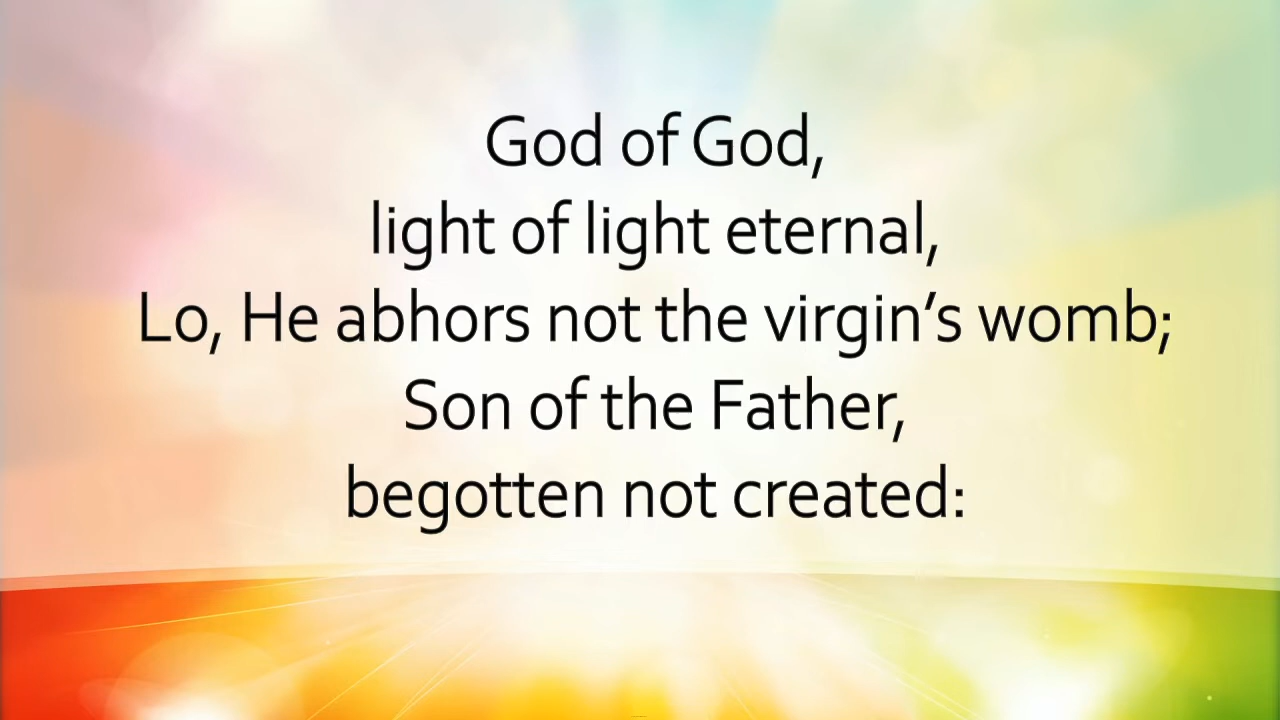 God of God,
light of light eternal,
Lo, He abhors not the virgin’s womb;
Son of the Father,
begotten not created: